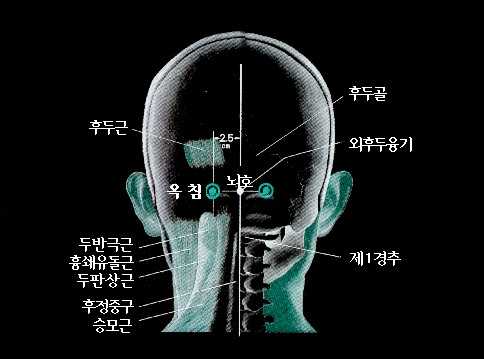 후두골
후두근
2.5
cm
외후두융기
뇌호
옥 침
두반극근
흉쇄유돌근
두판상근
제1경추
후정중구
승모근